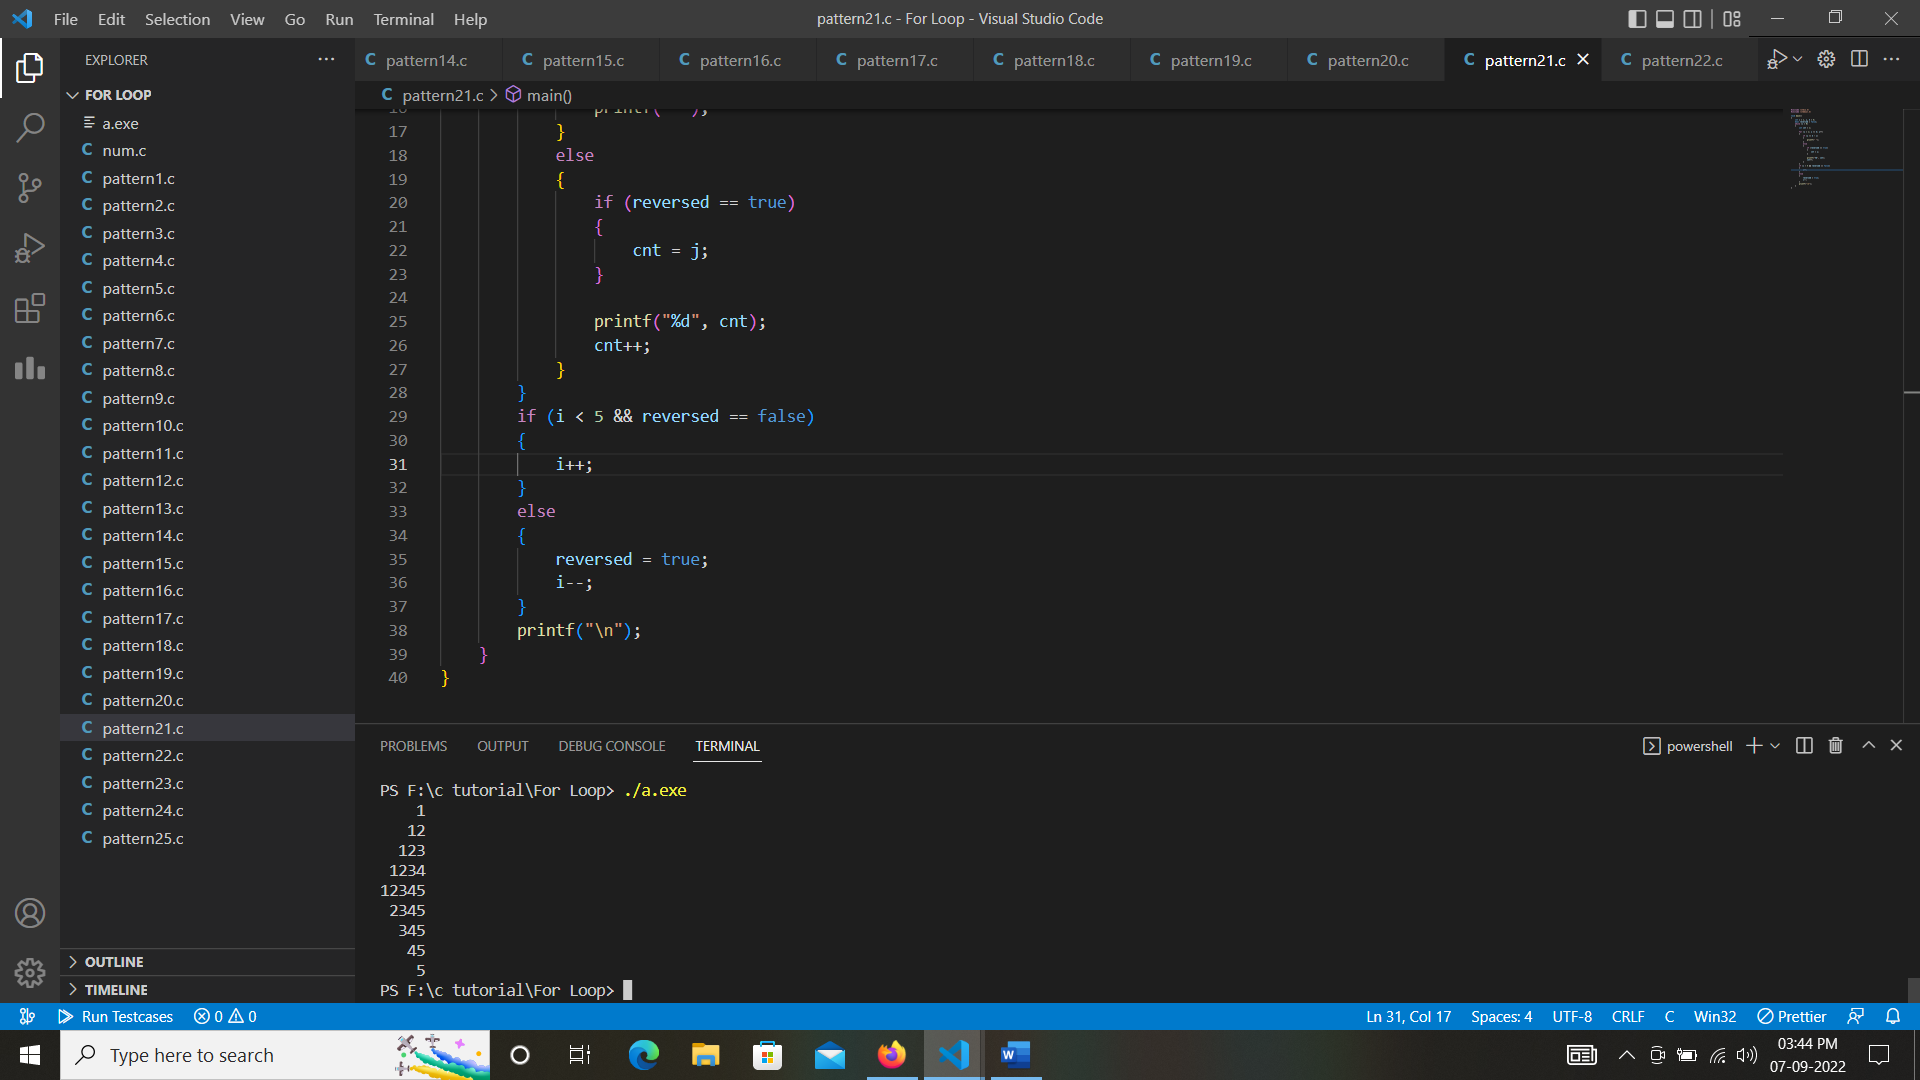 File Edit Selection View Go Run Terminal Help
pattern21.c - For Loop - Visual Studio Code
EXPLORER
FOR LOOP
a.exe
num.c
pattern1.c
pattern2.c
pattern3.c
pattern4.c
pattern5.c
pattern6.c
pattern7.c
pattern8.c
pattern9.c
pattern10.c
pattern11.c
pattern12.c
pattern13.c
pattern14.c
pattern15.c
pattern16.c
pattern17.c
pattern18.c
pattern19.c
pattern20.c
pattern21.c
pattern22.c
pattern23.c
pattern24.c
pattern25.c
OUTLINE
TIMELINE
pattern14.c pattern15.c pattern16.c pattern17.c pattern18.c pattern19.c pattern20.c pattern21.c pattern22.c
pattern21.c > main()
17 }
18 else
19 {
20 if (reversed == true)
21 {
22 cnt = j;
23 }
24
25 printf("%d", cnt);
26 cnt++;
27 }
28 }
29 if (i < 5 && reversed == false)
30 {
31 i++;
32 }
33 else
34 {
35 reversed = true;
36 i--;
37 }
38 printf("\n");
39 }
40 }
PROBLEMS OUTPUT DEBUG CONSOLE TERMINAL
powershell
PS F:\c tutorial\For Loop> ./a.exe
1
12
123
1234
12345
2345
345
45
5
PS F:\c tutorial\For Loop>
Run Testcases 0 0
Ln 31, Col 17 Spaces: 4 UTF-8 CRLF C Win32 Prettier
Type here to search
03:44 PM
07-09-2022